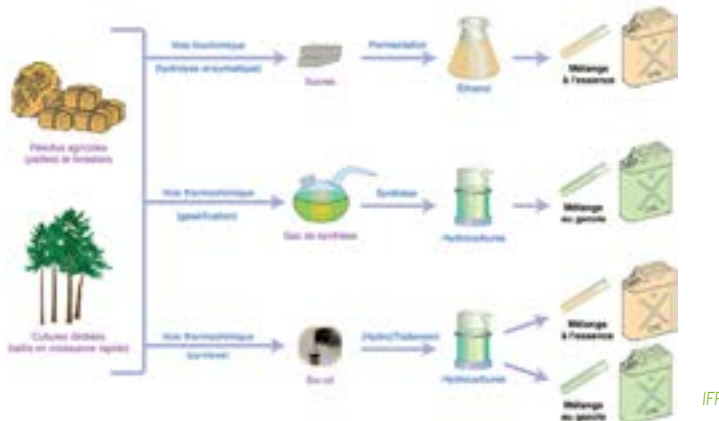 Voie biochimique
(hydrolyse enzymatique)
Sucres
Fermentation
Ethanol
Mélange
à l'essence
Résidus agricoles
(pailles) et forestiers
Voie thermochimique
(gazéification)
Gaz de synthèse
Synthèse
Hydrocarbures
Mélange
au gazole
Cultures dédiées
(taillis en croissance rapide)
Voie thermochimique
(pyrolyse)
Bio-oil
(Hydro)Traitement
Hydrocarbures
Mélange
à l'essence
Mélange
au gazole